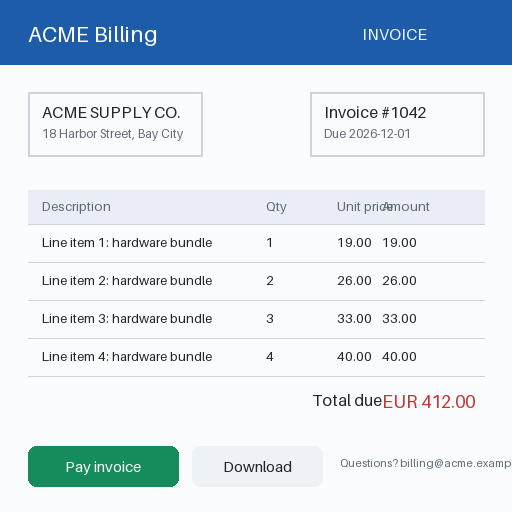 ACME Billing
INVOICE
ACME SUPPLY CO.
18 Harbor Street, Bay City
Invoice #1042
Due 2026-12-01
Description Qty Unit price Amount
Line item 1: hardware bundle 1 19.00 19.00
Line item 2: hardware bundle 2 26.00 26.00
Line item 3: hardware bundle 3 33.00 33.00
Line item 4: hardware bundle 4 40.00 40.00
Total due EUR 412.00
Pay invoice
Download
Questions? billing@acme.examp